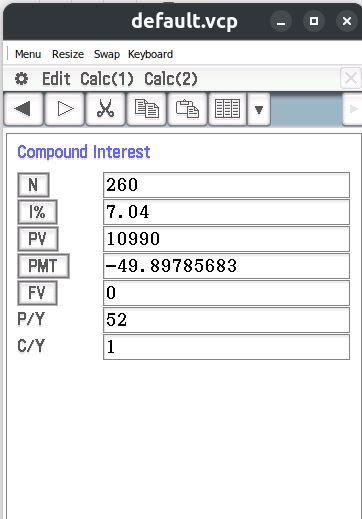 default.vcp
Menu Resize Swap Keyboard
Edit Calc(1) Calc(2)
Compound Interest
N 260
I% 7.04
PV 10990
PMT -49.89785683
FV 0
P/Y 52
C/Y 1